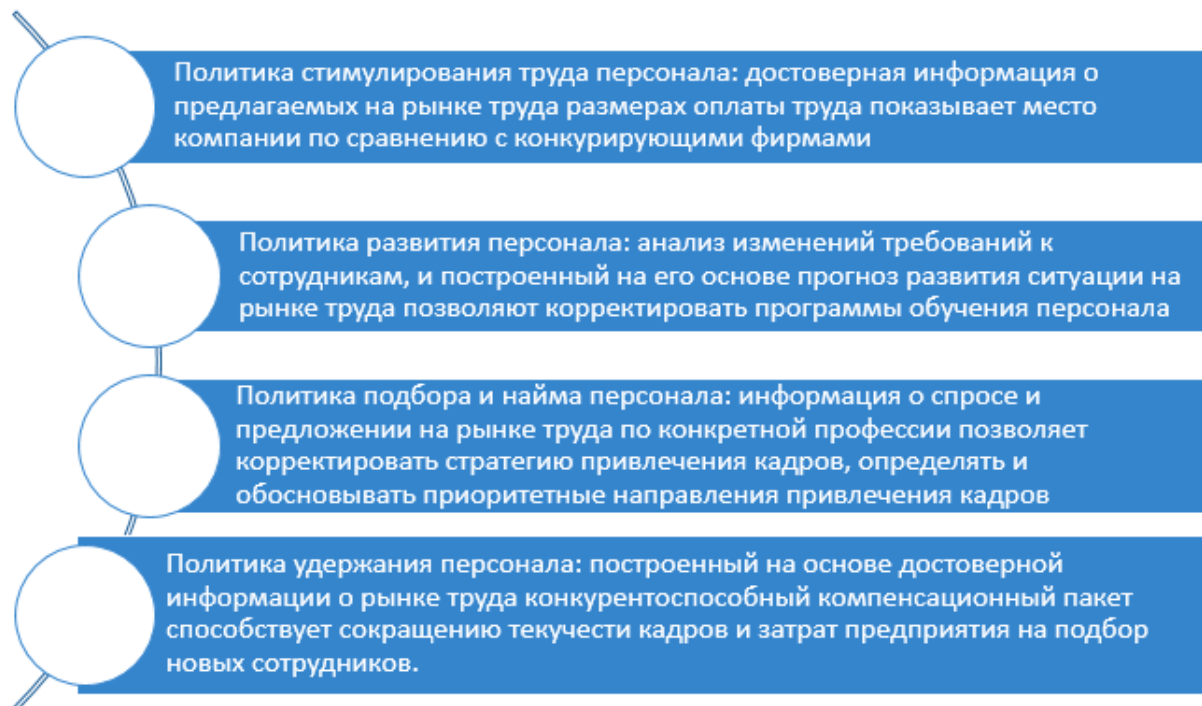 Политика стимулирования труда персонала: достоверная информация о
предлагаемых на рынке труда размерах оплаты труда показывает место
компании по сравнению с конкурирующими фирмами
Политика развития персонала: анализ изменений требований к
сотрудникам, и построенный на его основе прогноз развития ситуации на
рынке труда позволяют корректировать программы обучения персонала
Политика подбора и найма персонала: информация о спросе и
предложении на рынке труда по конкретной профессии позволяет
корректировать стратегию привлечения кадров, определять и
обосновывать приоритетные направления привлечения кадров
Политика удержания персонала: построенный на основе достоверной
информации о рынке труда конкурентоспособный компенсационный пакет
способствует сокращению текучести кадров и затрат предприятия на подбор
новых сотрудников.